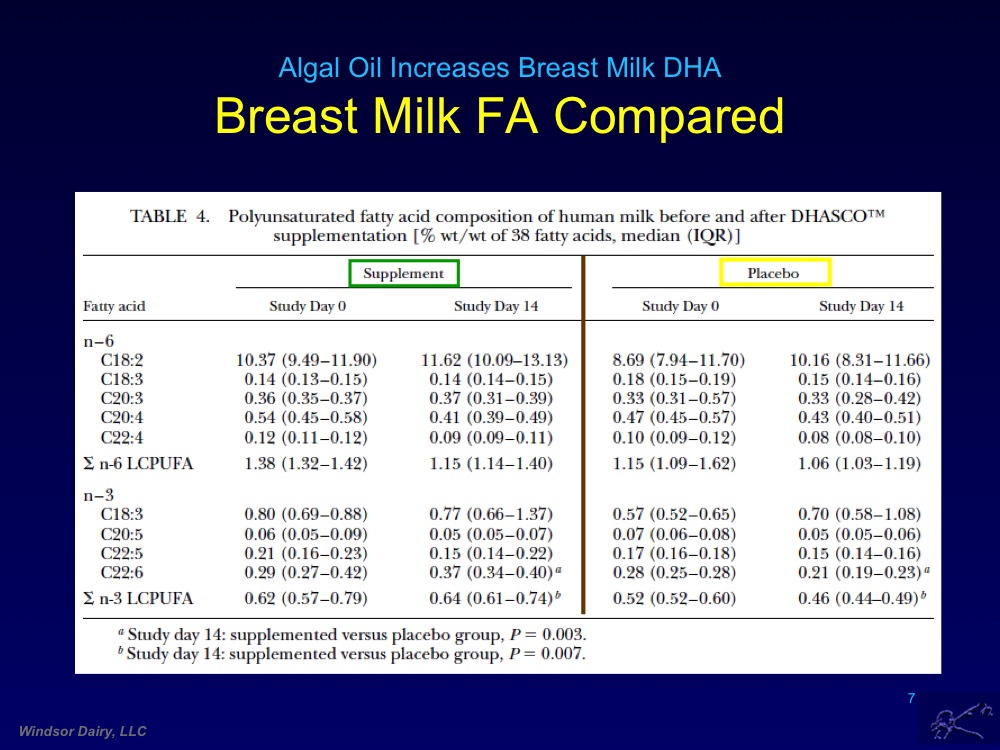 Algal Oil Increases Breast Milk DHA
Breast Milk FA Compared
TABLE 4. Polyunsaturated fatty acid composition of human milk before and after DHASCO™
supplementation [% wt/wt of 38 fatty acids, median (IQR)]
Supplement Placebo
Fatty acid Study Day 0 Study Day 14 Study Day 0 Study Day 14
n−6
C18:2 10.37 (9.49−11.90) 11.62 (10.09−13.13) 8.69 (7.94−11.70) 10.16 (8.31−11.66)
C18:3 0.14 (0.13−0.15) 0.14 (0.14−0.15) 0.18 (0.15−0.19) 0.15 (0.14−0.16)
C20:3 0.36 (0.35−0.37) 0.37 (0.31−0.39) 0.33 (0.31−0.57) 0.33 (0.28−0.42)
C20:4 0.54 (0.45−0.58) 0.41 (0.39−0.49) 0.47 (0.45−0.57) 0.43 (0.40−0.51)
C22:4 0.12 (0.11−0.12) 0.09 (0.09−0.11) 0.10 (0.09−0.12) 0.08 (0.08−0.10)
Σ n-6 LCPUFA 1.38 (1.32−1.42) 1.15 (1.14−1.40) 1.15 (1.09−1.62) 1.06 (1.03−1.19)
n−3
C18:3 0.80 (0.69−0.88) 0.77 (0.66−1.37) 0.57 (0.52−0.65) 0.70 (0.58−1.08)
C20:5 0.06 (0.05−0.09) 0.05 (0.05−0.07) 0.07 (0.06−0.08) 0.05 (0.05−0.06)
C22:5 0.21 (0.16−0.23) 0.15 (0.14−0.22) 0.17 (0.16−0.18) 0.15 (0.14−0.16)
C22:6 0.29 (0.27−0.42) 0.37 (0.34−0.40)ᵃ 0.28 (0.25−0.28) 0.21 (0.19−0.23)ᵃ
Σ n-3 LCPUFA 0.62 (0.57−0.79) 0.64 (0.61−0.74)ᵇ 0.52 (0.52−0.60) 0.46 (0.44−0.49)ᵇ
ᵃ Study day 14: supplemented versus placebo group, P = 0.003.
ᵇ Study day 14: supplemented versus placebo group, P = 0.007.
7
Windsor Dairy, LLC